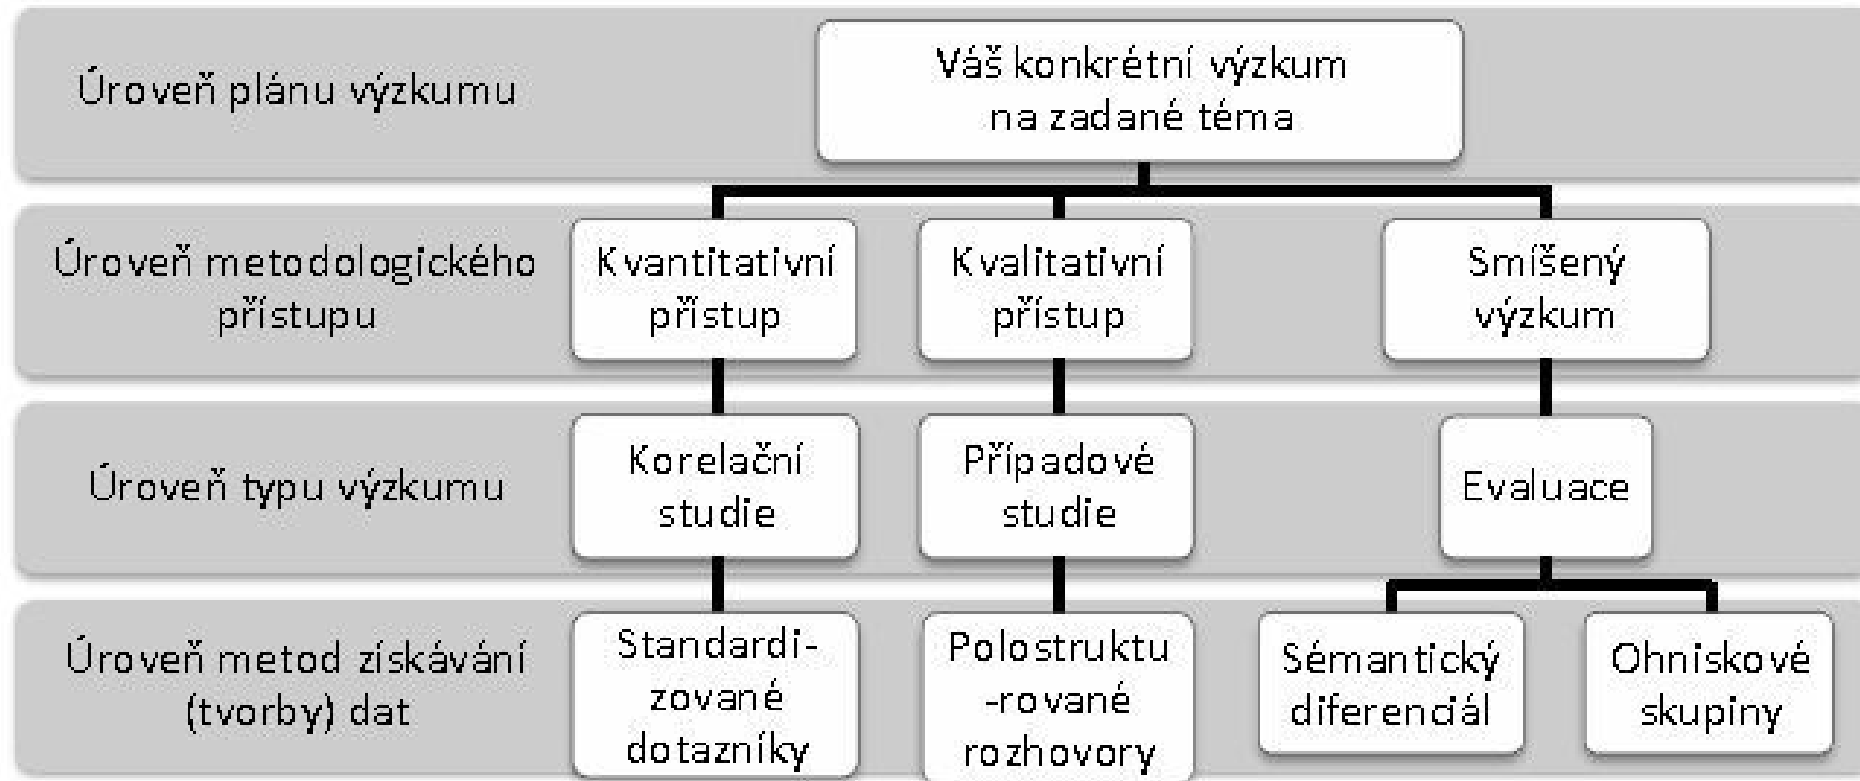 Úroveň plánu výzkumu
Váš konkrétní výzkum
na zadané téma
Úroveň metodologického
přístupu
Kvantitativní
přístup
Kvalitativní
přístup
Smíšený
výzkum
Úroveň typu výzkumu
Korelační
studie
Případové
studie
Evaluace
Úroveň metod získávání
(tvorby) dat
Standardi-
zované
dotazníky
Polostruktu
-rované
rozhovory
Sémantický
diferenciál
Ohniskové
skupiny